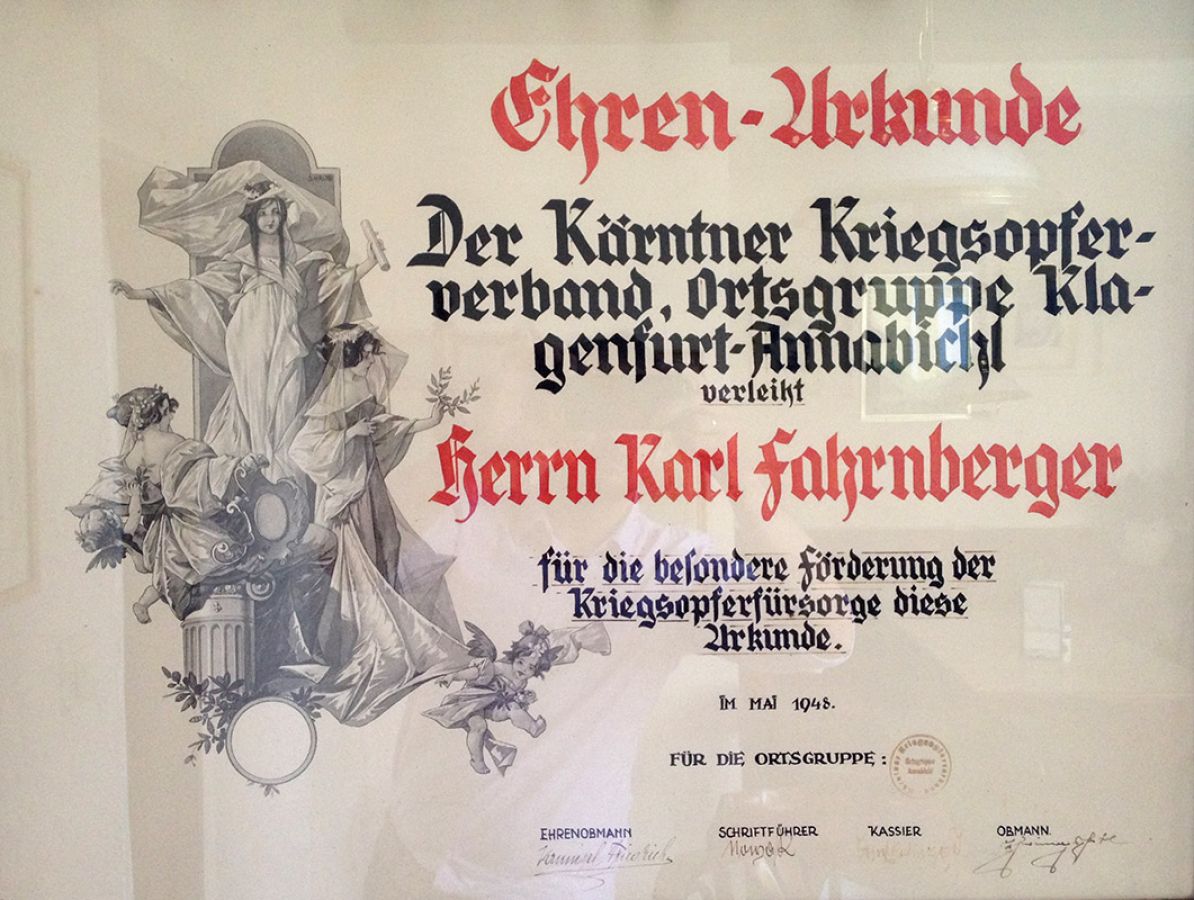 Ehren-Urkunde
Der Kärntner Kriegsopfer-
verband, Ortsgruppe Kla-
genfurt-Annabichl
verleiht
Herrn Karl Fahrnberger
für die besondere Förderung der
Kriegsopferfürsorge diese
Urkunde.
IM MAI 1948.
FÜR DIE ORTSGRUPPE:
EHRENOBMANN SCHRIFTFÜHRER KASSIER OBMANN
Nowak